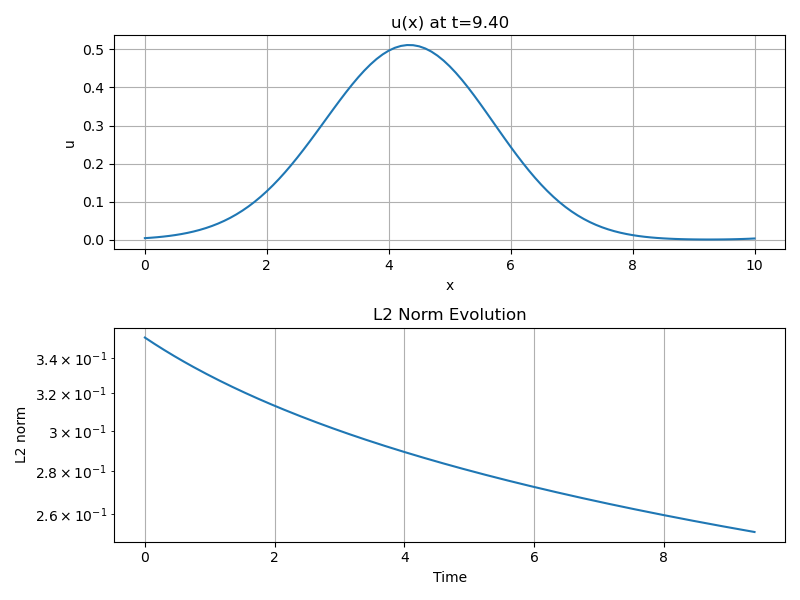 u(x) at t=9.40
0.5
0.4
0.3
0.2
0.1
0.0
u
0 2 4 6 8 10
x
L2 Norm Evolution
3.4 × 10⁻¹
3.2 × 10⁻¹
3 × 10⁻¹
2.8 × 10⁻¹
2.6 × 10⁻¹
L2 norm
0 2 4 6 8
Time